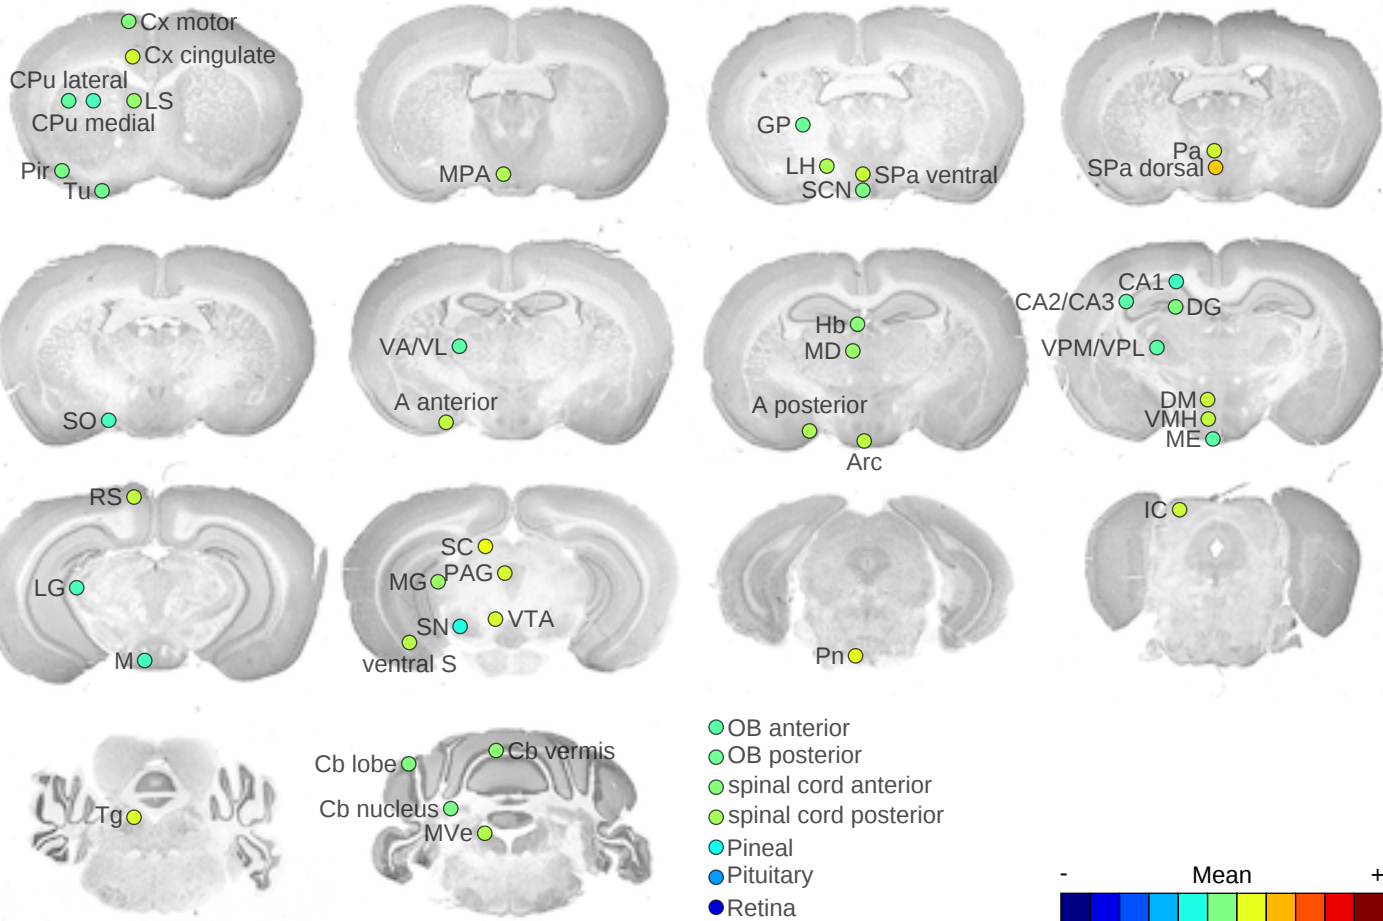 Cx motor
Cx cingulate
CPu lateral
LS
CPu medial
Pir
Tu
MPA
GP
LH
SPa ventral
SCN
Pa
SPa dorsal
SO
VA/VL
A anterior
Hb
MD
A posterior
Arc
CA1
CA2/CA3
DG
VPM/VPL
DM
VMH
ME
RS
LG
M
SC
PAG
MG
SN
VTA
ventral S
Pn
IC
Tg
Cb vermis
Cb lobe
Cb nucleus
MVe
OB anterior
OB posterior
spinal cord anterior
spinal cord posterior
Pineal
Pituitary
Retina
- Mean +